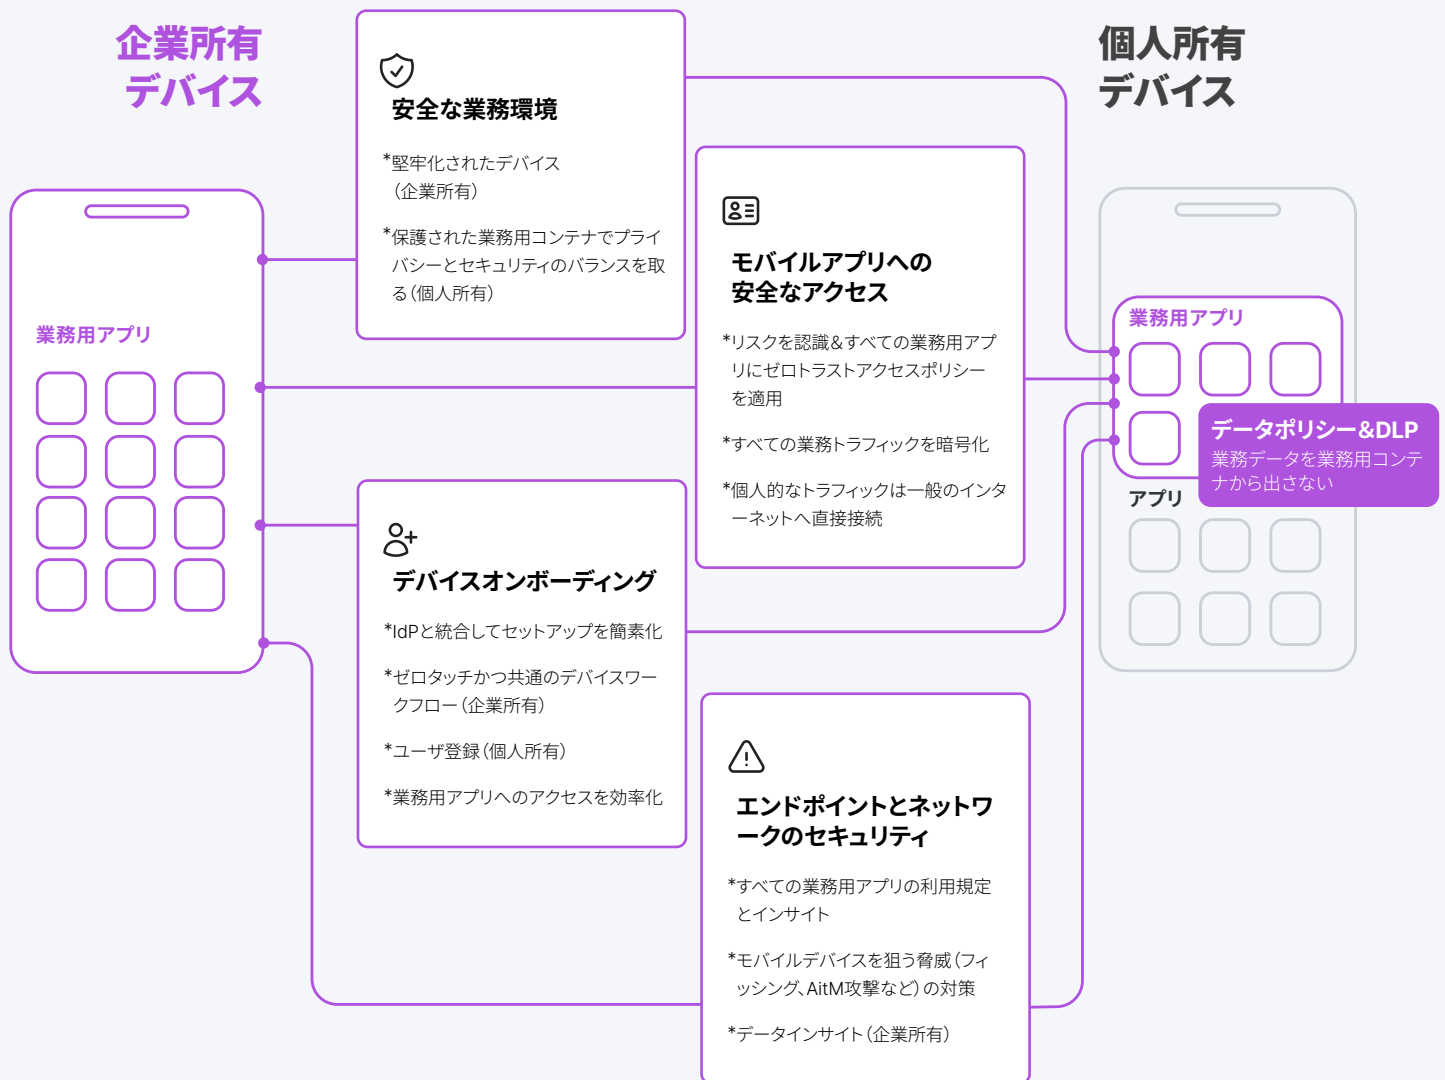 企業所有
デバイス
個人所有
デバイス
安全な業務環境
*堅牢化されたデバイス
（企業所有）
*保護された業務用コンテナでプライ
バシーとセキュリティのバランスを取
る（個人所有）
モバイルアプリへの
安全なアクセス
*リスクを認識&すべての業務用アプ
リにゼロトラストアクセスポリシー
を適用
*すべての業務トラフィックを暗号化
*個人的なトラフィックは一般のインタ
ーネットへ直接接続
デバイスオンボーディング
*IdPと統合してセットアップを簡素化
*ゼロタッチかつ共通のデバイスワー
クフロー（企業所有）
*ユーザ登録（個人所有）
*業務用アプリへのアクセスを効率化
エンドポイントとネットワ
ークのセキュリティ
*すべての業務用アプリの利用規定
とインサイト
*モバイルデバイスを狙う脅威（フィ
ッシング、AitM攻撃など）の対策
*データインサイト（企業所有）
業務用アプリ
業務用アプリ
データポリシー&DLP
業務データを業務用コンテ
ナから出さない
アプリ